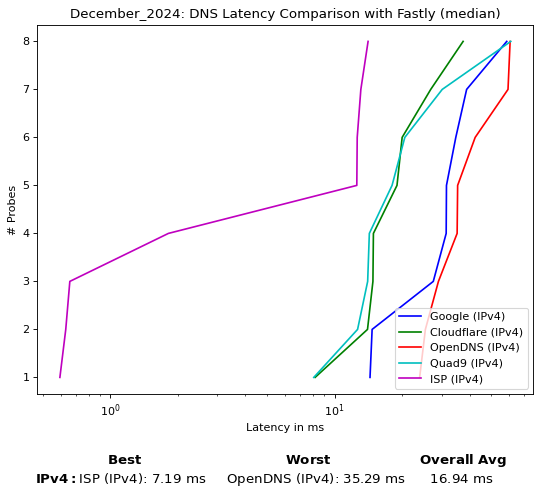 December_2024: DNS Latency Comparison with Fastly (median)
8
7
6
5
4
3
2
1
# Probes
Google (IPv4)
Cloudflare (IPv4)
OpenDNS (IPv4)
Quad9 (IPv4)
ISP (IPv4)
10⁰ 10¹
Latency in ms
Best Worst Overall Avg
IPv4: ISP (IPv4): 7.19 ms OpenDNS (IPv4): 35.29 ms 16.94 ms